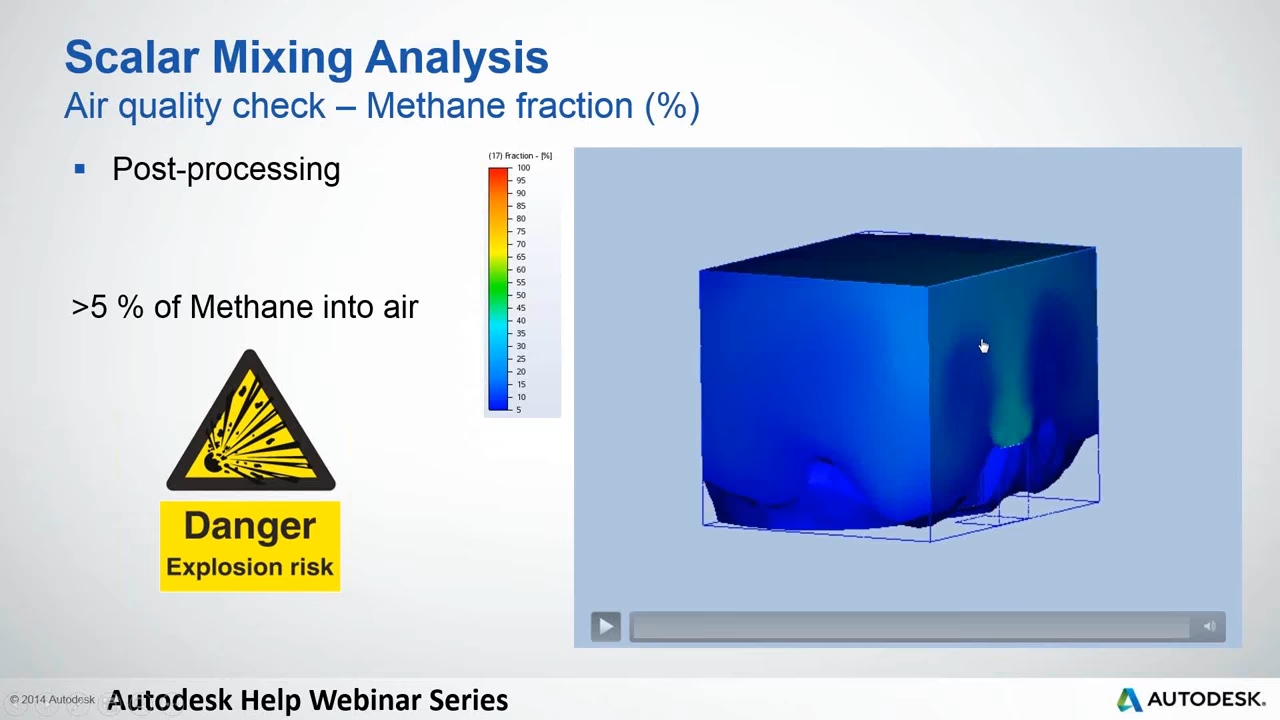 Scalar Mixing Analysis
Air quality check – Methane fraction (%)
▪ Post-processing
>5 % of Methane into air
Danger
Explosion risk
(17) Fraction - [%]
100
95
90
85
80
75
70
65
60
55
50
45
40
35
30
25
20
15
10
5
© 2014 Autodesk
Autodesk Help Webinar Series
AUTODESK.